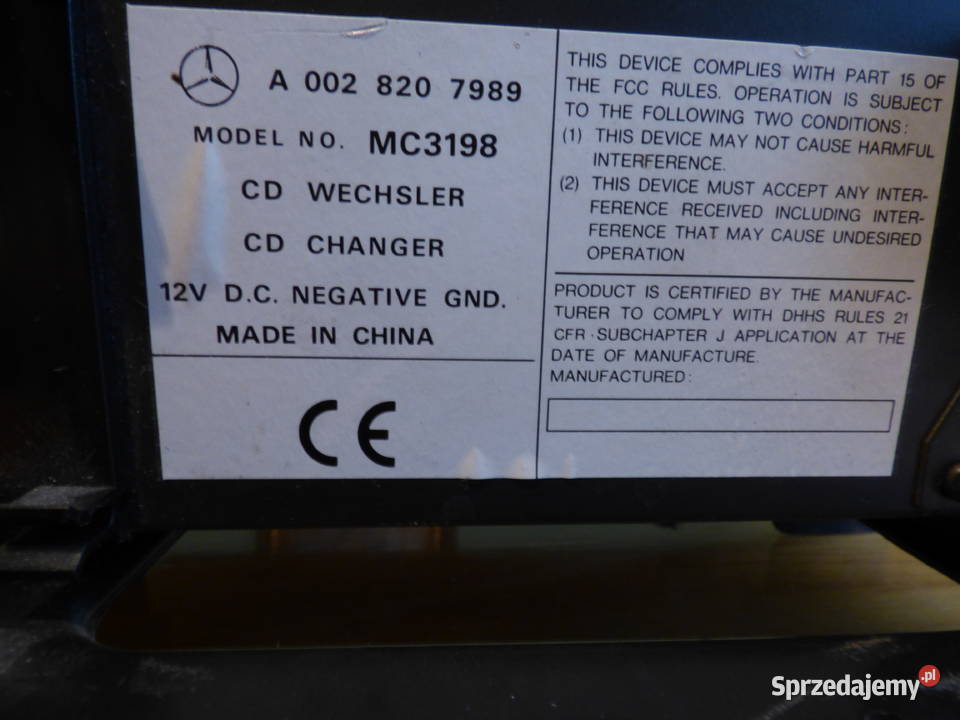 A 002 820 7989
MODEL NO. MC3198
CD WECHSLER
CD CHANGER
12V D.C. NEGATIVE GND.
MADE IN CHINA
CE
THIS DEVICE COMPLIES WITH PART 15 OF
THE FCC RULES. OPERATION IS SUBJECT
TO THE FOLLOWING TWO CONDITIONS:
(1) THIS DEVICE MAY NOT CAUSE HARMFUL
INTERFERENCE.
(2) THIS DEVICE MUST ACCEPT ANY INTER-
FERENCE RECEIVED INCLUDING INTER-
FERENCE THAT MAY CAUSE UNDESIRED
OPERATION
PRODUCT IS CERTIFIED BY THE MANUFAC-
TURER TO COMPLY WITH DHHS RULES 21
CFR·SUBCHAPTER J APPLICATION AT THE
DATE OF MANUFACTURE.
MANUFACTURED:
Sprzedajemy.pl